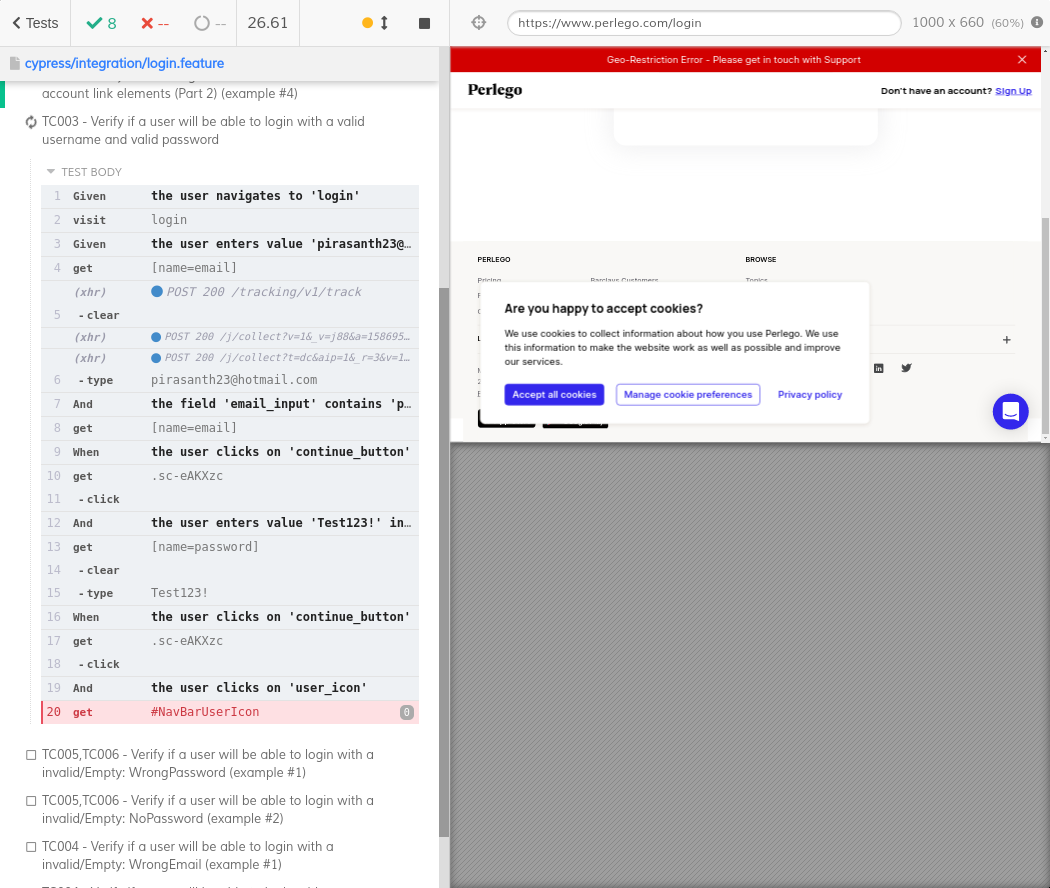 Tests
8
--
--
26.61
https://www.perlego.com/login
1000 x 660 (60%)
cypress/integration/login.feature
account link elements (Part 2) (example #4)
TC003 - Verify if a user will be able to login with a valid
username and valid password
TEST BODY
1 Given the user navigates to 'login'
2 visit login
3 Given the user enters value 'pirasanth23@…
4 get [name=email]
(xhr) POST 200 /tracking/v1/track
5 -clear
(xhr) POST 200 /j/collect?v=1&_v=j88&a=158695…
(xhr) POST 200 /j/collect?t=dc&aip=1&_r=3&v=1…
6 -type pirasanth23@hotmail.com
7 And the field 'email_input' contains 'p…
8 get [name=email]
9 When the user clicks on 'continue_button'
10 get .sc-eAKXzc
11 -click
12 And the user enters value 'Test123!' in…
13 get [name=password]
14 -clear
15 -type Test123!
16 When the user clicks on 'continue_button'
17 get .sc-eAKXzc
18 -click
19 And the user clicks on 'user_icon'
20 get #NavBarUserIcon 0
TC005,TC006 - Verify if a user will be able to login with a
invalid/Empty: WrongPassword (example #1)
TC005,TC006 - Verify if a user will be able to login with a
invalid/Empty: NoPassword (example #2)
TC004 - Verify if a user will be able to login with a
invalid/Empty: WrongEmail (example #1)
Geo-Restriction Error - Please get in touch with Support
Perlego
Don't have an account? Sign Up
PERLEGO
BROWSE
Pricing
Barclays Customers
Topics
Are you happy to accept cookies?
We use cookies to collect information about how you use Perlego. We use
this information to make the website work as well as possible and improve
our services.
Accept all cookies
Manage cookie preferences
Privacy policy